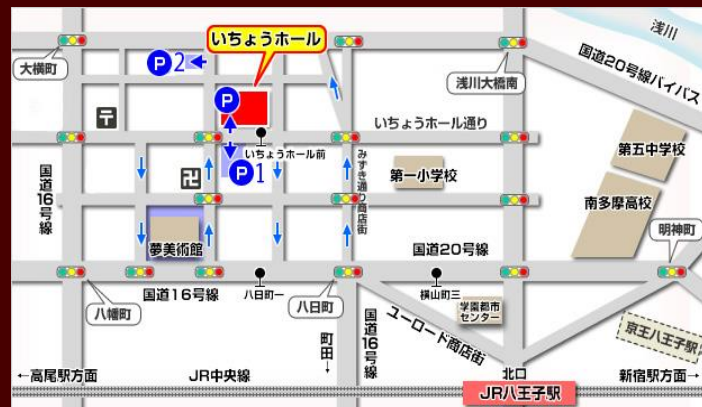 いちょうホール
浅川
大横町
P2
浅川大橋南
国道20号線バイパス
P
〒
いちょうホール通り
いちょうホール前
P1
卍
国道16号線
みずき通り商店街
第一小学校
第五中学校
南多摩高校
夢美術館
国道20号線
明神町
国道16号線
八日町一
八日町
横山町三
八幡町
学園都市
センター
国道16号線
ユーロード商店街
町田→
京王八王子駅
←高尾駅方面
JR中央線
北口
新宿駅方面→
JR八王子駅